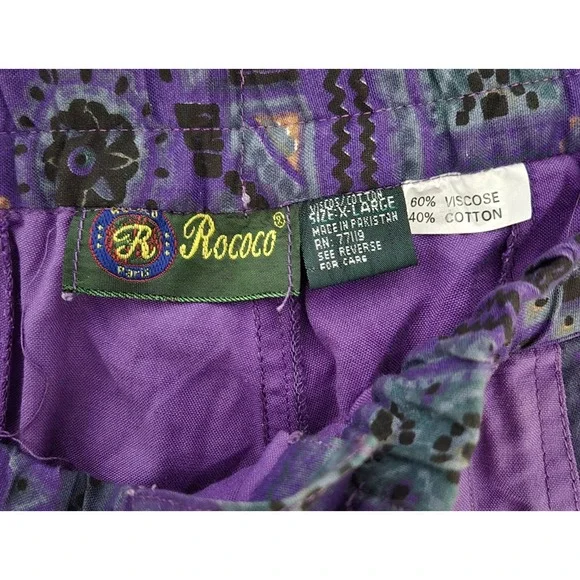 R
Paris
Rococo®
VISCOS/COTTON
SIZE-X-LARGE
MADE IN PAKISTAN
RN: 77119
SEE REVERSE
FOR CARE
60% VISCOSE
40% COTTON